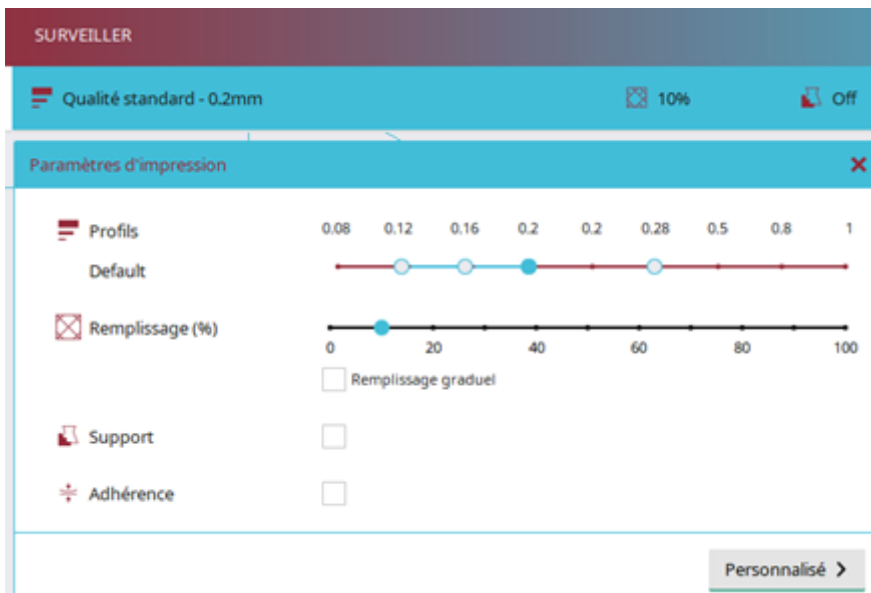 SURVEILLER
Qualité standard - 0.2mm 10% Off
Paramètres d'impression
Profils 0.08 0.12 0.16 0.2 0.2 0.28 0.5 0.8 1
Default
Remplissage (%)
0 20 40 60 80 100
Remplissage graduel
Support
Adhérence
Personnalisé